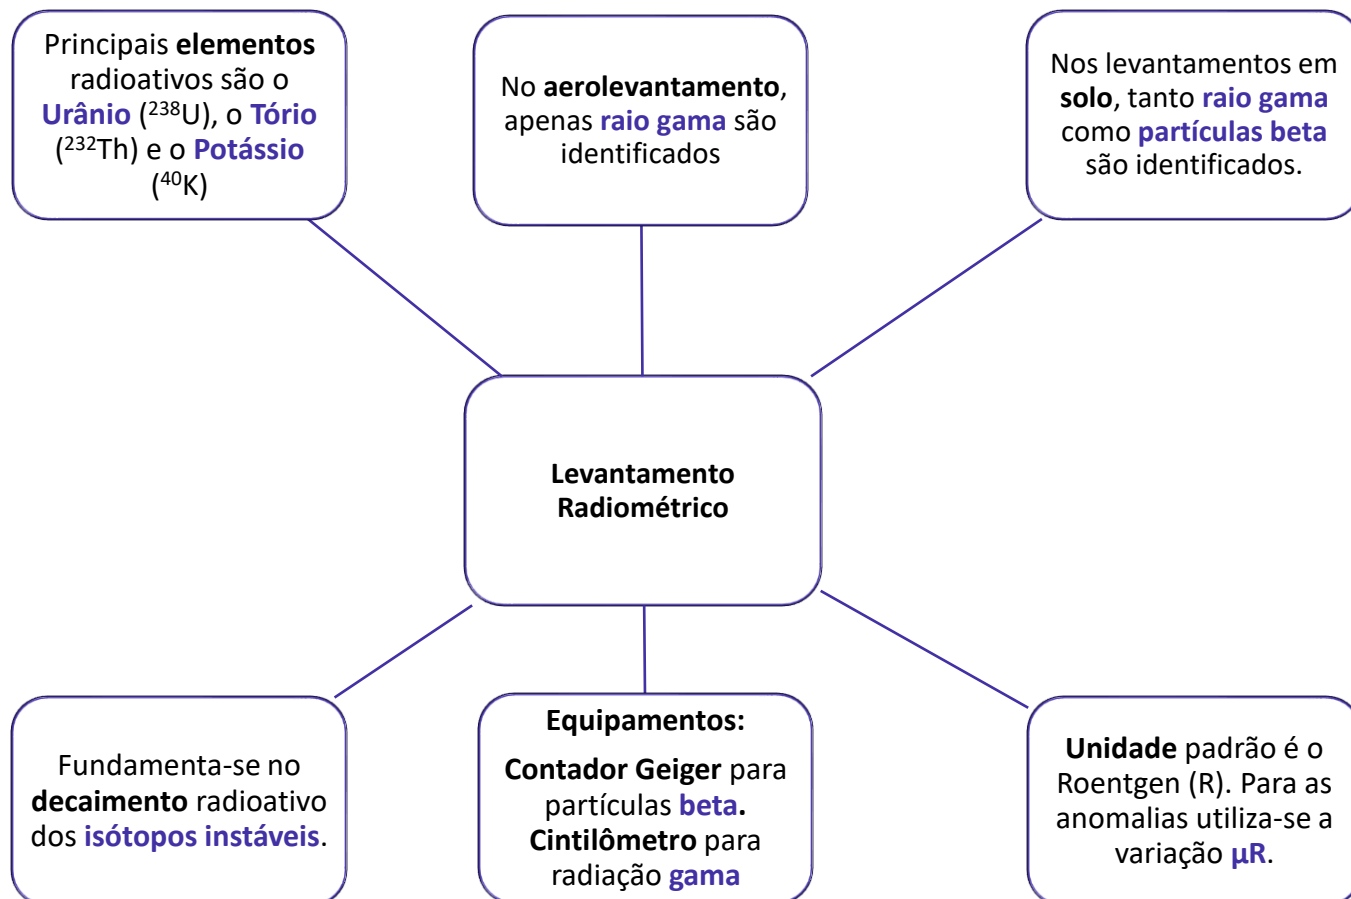 Principais elementos
radioativos são o
Urânio (²³⁸U), o Tório
(²³²Th) e o Potássio
(⁴⁰K)
No aerolevantamento,
apenas raio gama são
identificados
Nos levantamentos em
solo, tanto raio gama
como partículas beta
são identificados.
Levantamento
Radiométrico
Fundamenta-se no
decaimento radioativo
dos isótopos instáveis.
Equipamentos:
Contador Geiger para
partículas beta.
Cintilômetro para
radiação gama
Unidade padrão é o
Roentgen (R). Para as
anomalias utiliza-se a
variação µR.